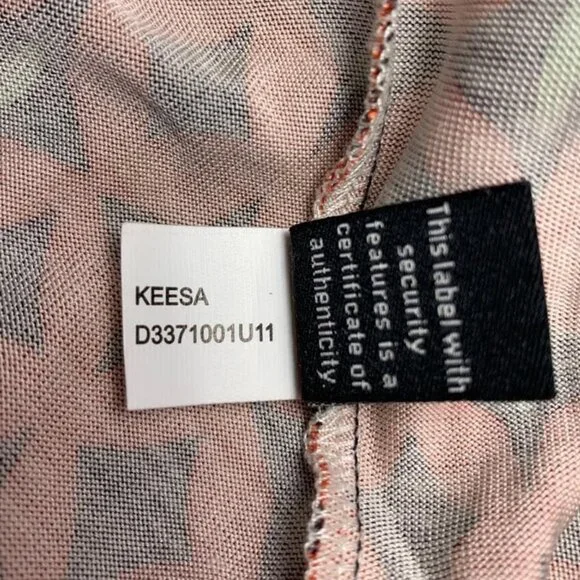 KEESA
D3371001U11
This label with
security
features is a
certificate of
authenticity.